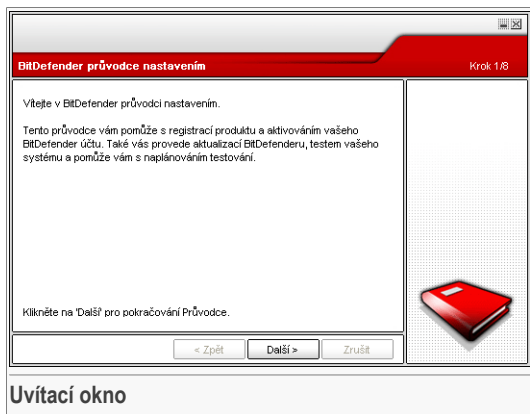 BitDefender průvodce nastavením
Krok 1/8
Vítejte v BitDefender průvodci nastavením.
Tento průvodce vám pomůže s registrací produktu a aktivováním vašeho
BitDefender účtu. Také vás provede aktualizací BitDefenderu, testem vašeho
systému a pomůže vám s naplánováním testování.
Klikněte na 'Další' pro pokračování Průvodce.
< Zpět
Další >
Zrušit
Uvítací okno